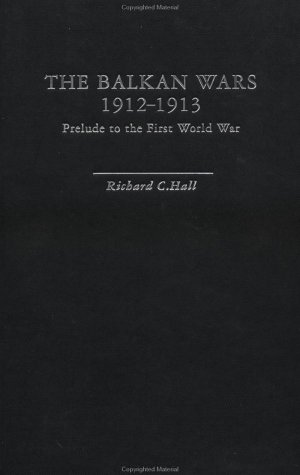 THE BALKAN WARS
1912–1913
Prelude to the First World War
Richard C. Hall